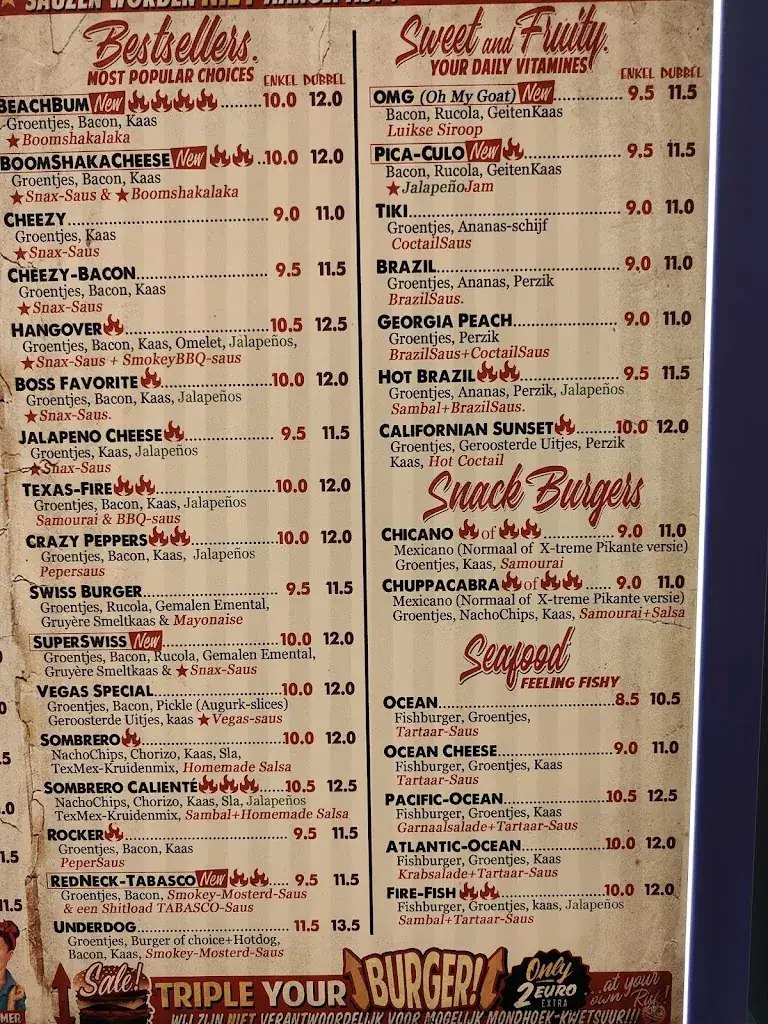 SAUZEN WORDEN NIET
Bestsellers.
MOST POPULAR CHOICES ENKEL DUBBEL
BEACHBUM New ........10.0 12.0
Groentjes, Bacon, Kaas
★Boomshakalaka
BOOMSHAKACHEESE New ..10.0 12.0
Groentjes, Bacon, Kaas
★Snax-Saus & ★Boomshakalaka
CHEEZY.......... 9.0 11.0
Groentjes, Kaas
★Snax-Saus
CHEEZY-BACON.......... 9.5 11.5
Groentjes, Bacon, Kaas
★Snax-Saus
HANGOVER..........10.5 12.5
Groentjes, Bacon, Kaas, Omelet, Jalapeños,
★Snax-Saus + SmokeyBBQ-saus
BOSS FAVORITE..........10.0 12.0
Groentjes, Bacon, Kaas, Jalapeños
★Snax-Saus.
JALAPENO CHEESE.......... 9.5 11.5
Groentjes, Kaas, Jalapeños
★Snax-Saus
TEXAS-FIRE..........10.0 12.0
Groentjes, Bacon, Kaas, Jalapeños
Samourai & BBQ-saus
CRAZY PEPPERS..........10.0 12.0
Groentjes, Bacon, Kaas, Jalapeños
Pepersaus
SWISS BURGER.......... 9.5 11.5
Groentjes, Rucola, Gemalen Emental,
Gruyère Smeltkaas & Mayonaise
SUPERSWISS New..........10.0 12.0
Groentjes, Bacon, Rucola, Gemalen Emental,
Gruyère Smeltkaas & ★Snax-Saus
VEGAS SPECIAL..........10.0 12.0
Groentjes, Bacon, Pickle (Augurk-slices)
Geroosterde Uitjes, kaas ★Vegas-saus
SOMBRERO..........10.0 12.0
NachoChips, Chorizo, Kaas, Sla,
TexMex-Kruidenmix, Homemade Salsa
SOMBRERO CALIENTÉ.....10.5 12.5
NachoChips, Chorizo, Kaas, Sla, Jalapeños
TexMex-Kruidenmix, Sambal+Homemade Salsa
ROCKER.......... 9.5 11.5
Groentjes, Bacon, Kaas
PeperSaus
REDNECK-TABASCO New ..... 9.5 11.5
Groentjes, Bacon, Smokey-Mosterd-Saus
& een Shitload TABASCO-Saus
UNDERDOG..........11.5 13.5
Groentjes, Burger of choice+Hotdog,
Bacon, Kaas, Smokey-Mosterd-Saus
Sweet and Fruity.
YOUR DAILY VITAMINES ENKEL DUBBEL
OMG (Oh My Goat) New.......... 9.5 11.5
Bacon, Rucola, GeitenKaas
Luikse Siroop
PICA-CULO New .......... 9.5 11.5
Bacon, Rucola, GeitenKaas
★JalapeñoJam
TIKI.......... 9.0 11.0
Groentjes, Ananas-schijf
CoctailSaus
BRAZIL.......... 9.0 11.0
Groentjes, Ananas, Perzik
BrazilSaus.
GEORGIA PEACH.......... 9.0 11.0
Groentjes, Perzik
BrazilSaus+CoctailSaus
HOT BRAZIL.......... 9.5 11.5
Groentjes, Ananas, Perzik, Jalapeños
Sambal+BrazilSaus.
CALIFORNIAN SUNSET.......10.0 12.0
Groentjes, Geroosterde Uitjes, Perzik
Kaas, Hot Coctail
Snack Burgers
CHICANO of .......... 9.0 11.0
Mexicano (Normaal of X-treme Pikante versie)
Groentjes, Kaas, Samourai
CHUPPACABRA of ..... 9.0 11.0
Mexicano (Normaal of X-treme Pikante versie)
Groentjes, NachoChips, Kaas, Samourai+Salsa
Seafood
FEELING FISHY
OCEAN..........8.5 10.5
Fishburger, Groentjes,
Tartaar-Saus
OCEAN CHEESE.......... 9.0 11.0
Fishburger, Groentjes, Kaas
Tartaar-Saus
PACIFIC-OCEAN..........10.5 12.5
Fishburger, Groentjes, Kaas
Garnaalsalade+Tartaar-Saus
ATLANTIC-OCEAN..........10.0 12.0
Fishburger, Groentjes, Kaas
Krabsalade+Tartaar-Saus
FIRE-FISH ..........10.0 12.0
Fishburger, Groentjes, kaas, Jalapeños
Sambal+Tartaar-Saus
Sale! TRIPLE YOUR BURGER! Only 2 EURO EXTRA ...at your own Risk!
WIJ ZIJN NIET VERANTWOORDELIJK VOOR MOGELIJK MONDHOEK-KWETSUUR!!!